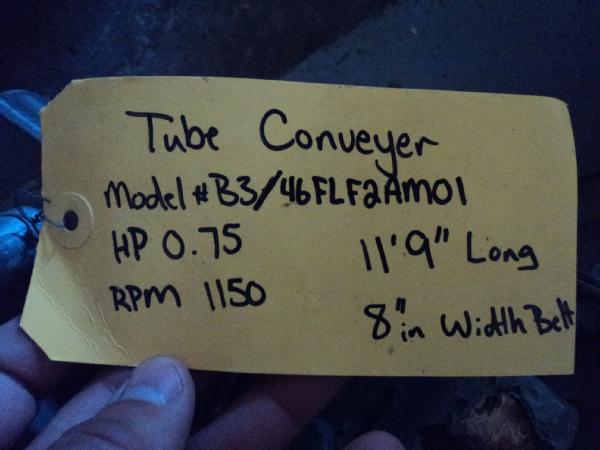 Tube Conveyer
Model # B3/46FLF2AM01
HP 0.75
RPM 1150
11'9" Long
8" in Width Belt